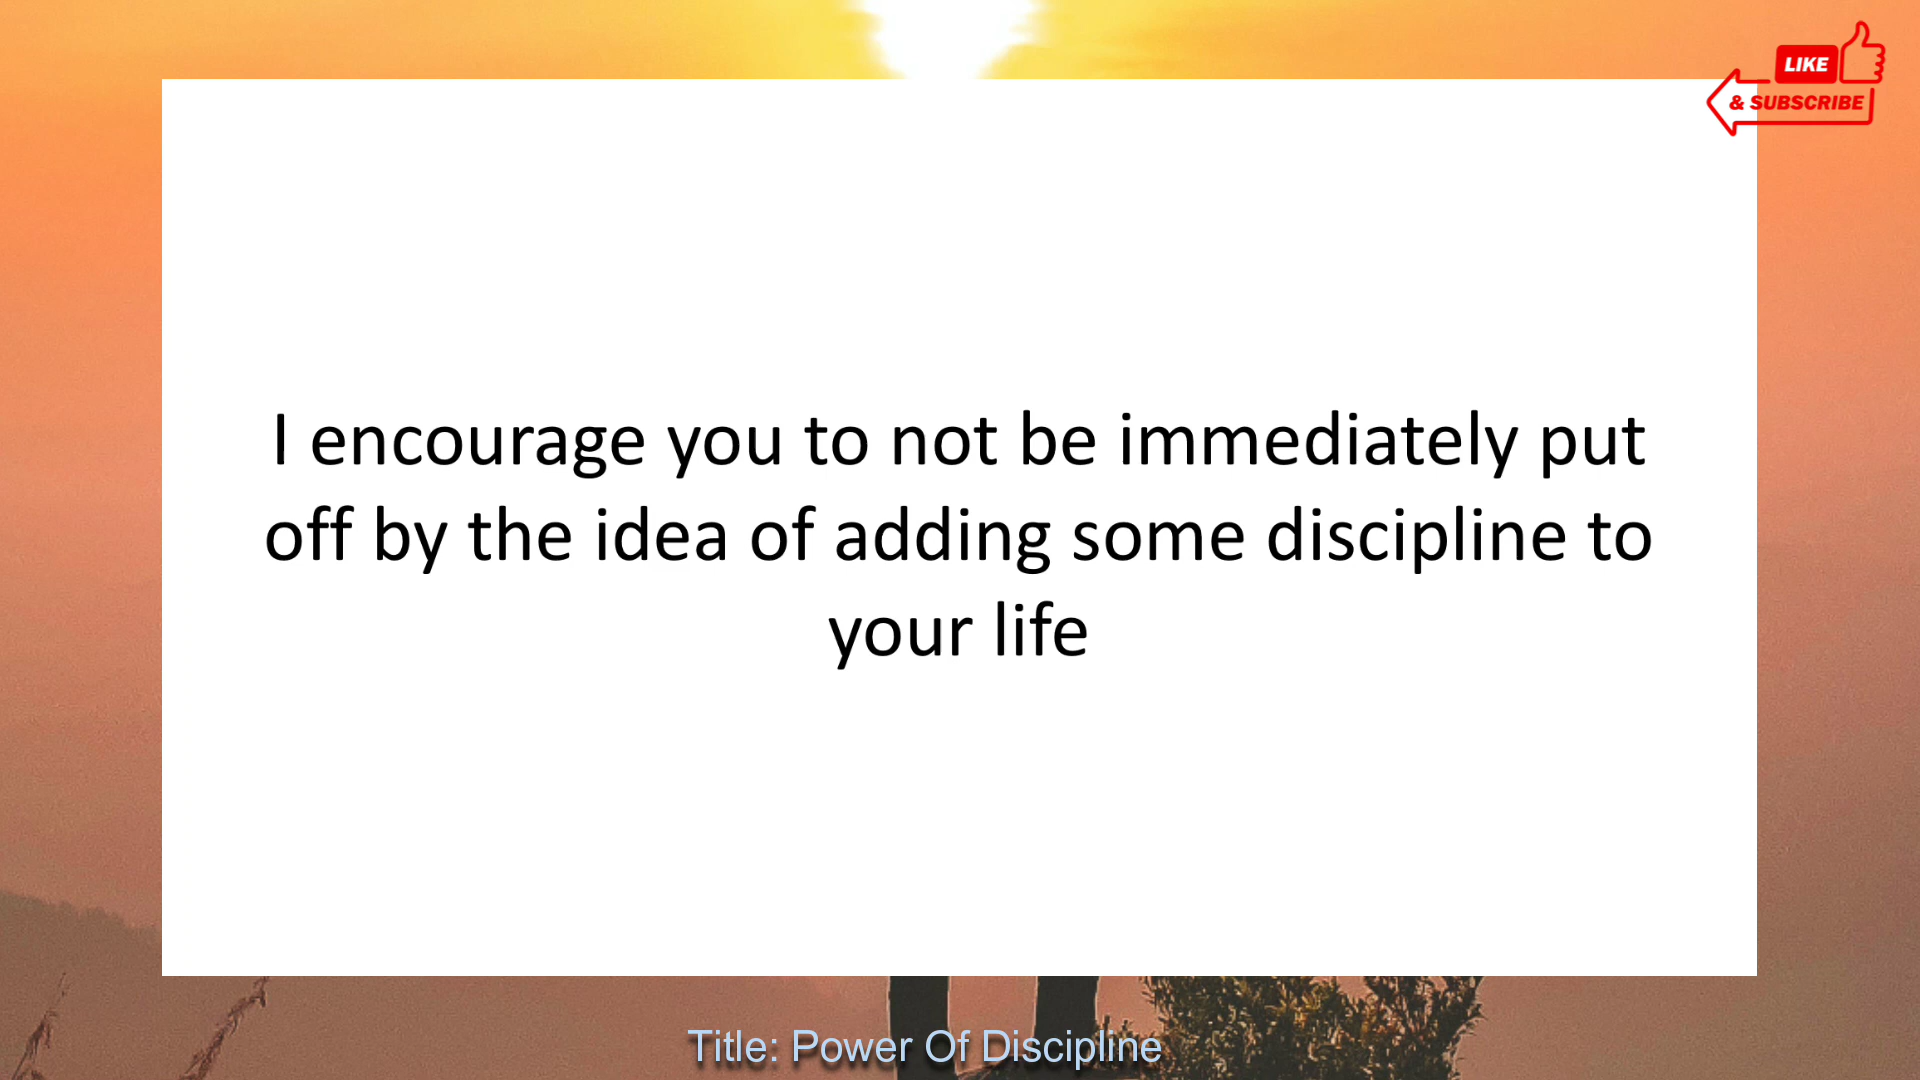 LIKE
& SUBSCRIBE
I encourage you to not be immediately put
off by the idea of adding some discipline to
your life
Title: Power Of Discipline